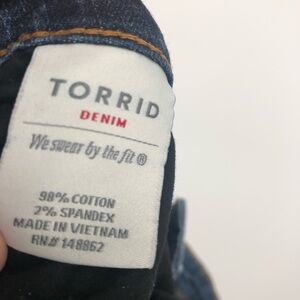 TORRID
DENIM
We swear by the fit ®
98% COTTON
2% SPANDEX
MADE IN VIETNAM
RN# 148862